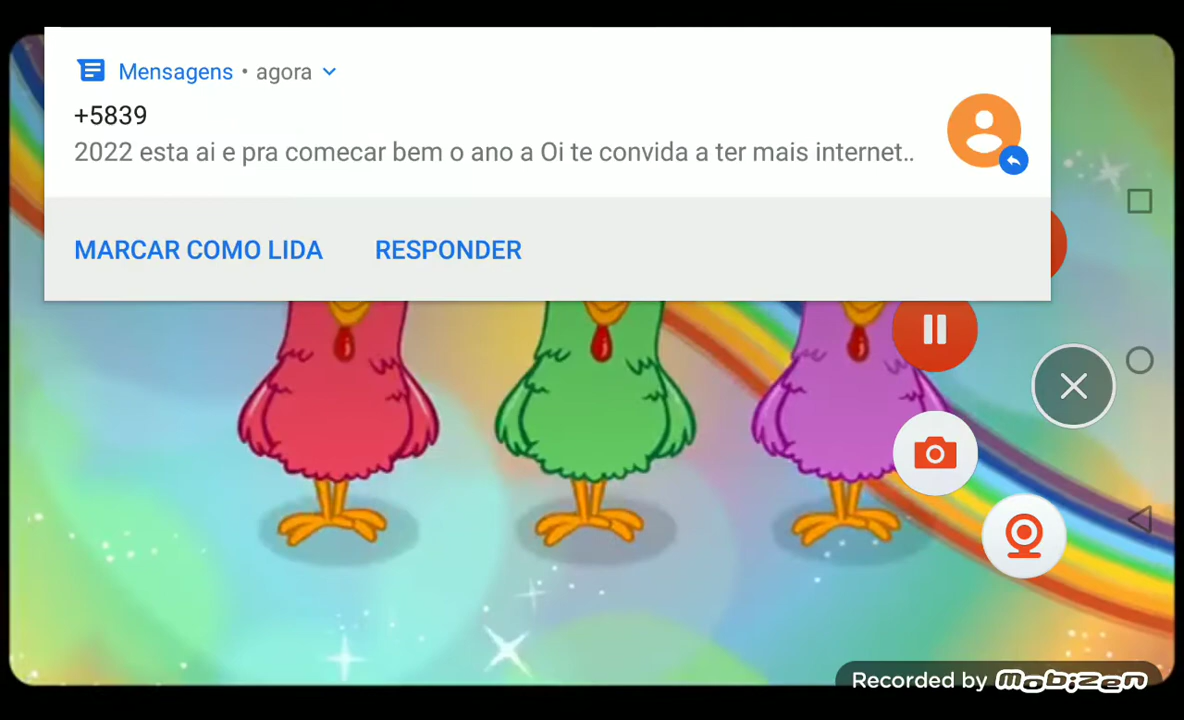 Mensagens • agora
+5839
2022 esta ai e pra comecar bem o ano a Oi te convida a ter mais internet..
MARCAR COMO LIDA RESPONDER
Recorded by mobizen